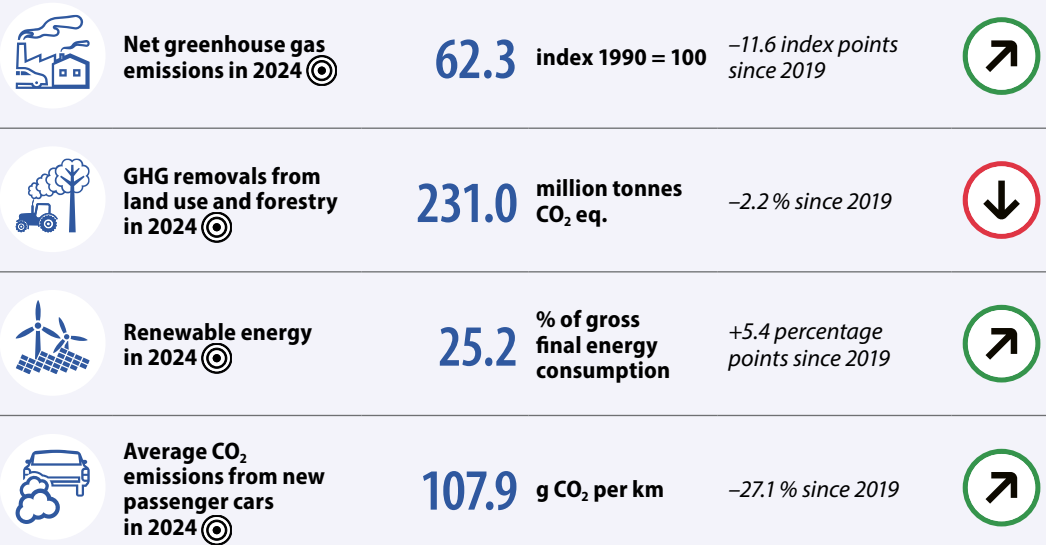 Net greenhouse gas
emissions in 2024
62.3
index 1990 = 100
–11.6 index points
since 2019
GHG removals from
land use and forestry
in 2024
231.0
million tonnes
CO₂ eq.
–2.2 % since 2019
Renewable energy
in 2024
25.2
% of gross
final energy
consumption
+5.4 percentage
points since 2019
Average CO₂
emissions from new
passenger cars
in 2024
107.9
g CO₂ per km
–27.1 % since 2019